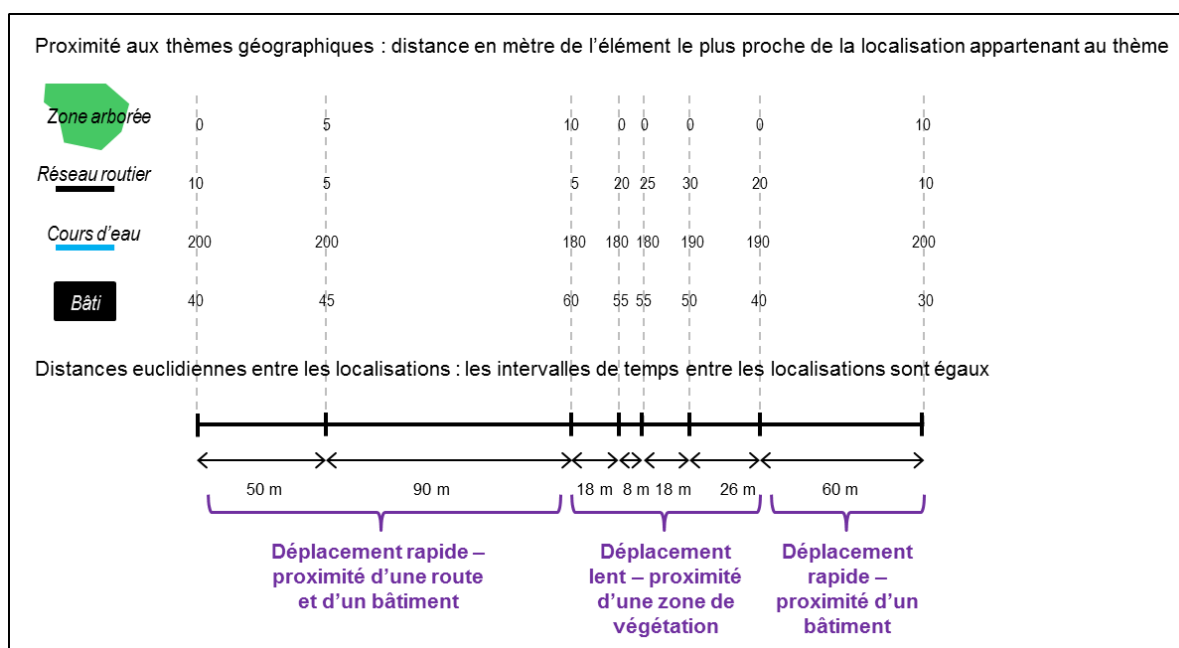 Proximité aux thèmes géographiques : distance en mètre de l’élément le plus proche de la localisation appartenant au thème
Zone arborée 0 5 10 0 0 0 0 10
Réseau routier 10 5 5 20 25 30 20 10
Cours d’eau 200 200 180 180 180 190 190 200
Bâti 40 45 60 55 55 50 40 30
Distances euclidiennes entre les localisations : les intervalles de temps entre les localisations sont égaux
50 m 90 m 18 m 8 m 18 m 26 m 60 m
Déplacement rapide –
proximité d’une route
et d’un bâtiment
Déplacement
lent – proximité
d’une zone de
végétation
Déplacement
rapide –
proximité d’un
bâtiment